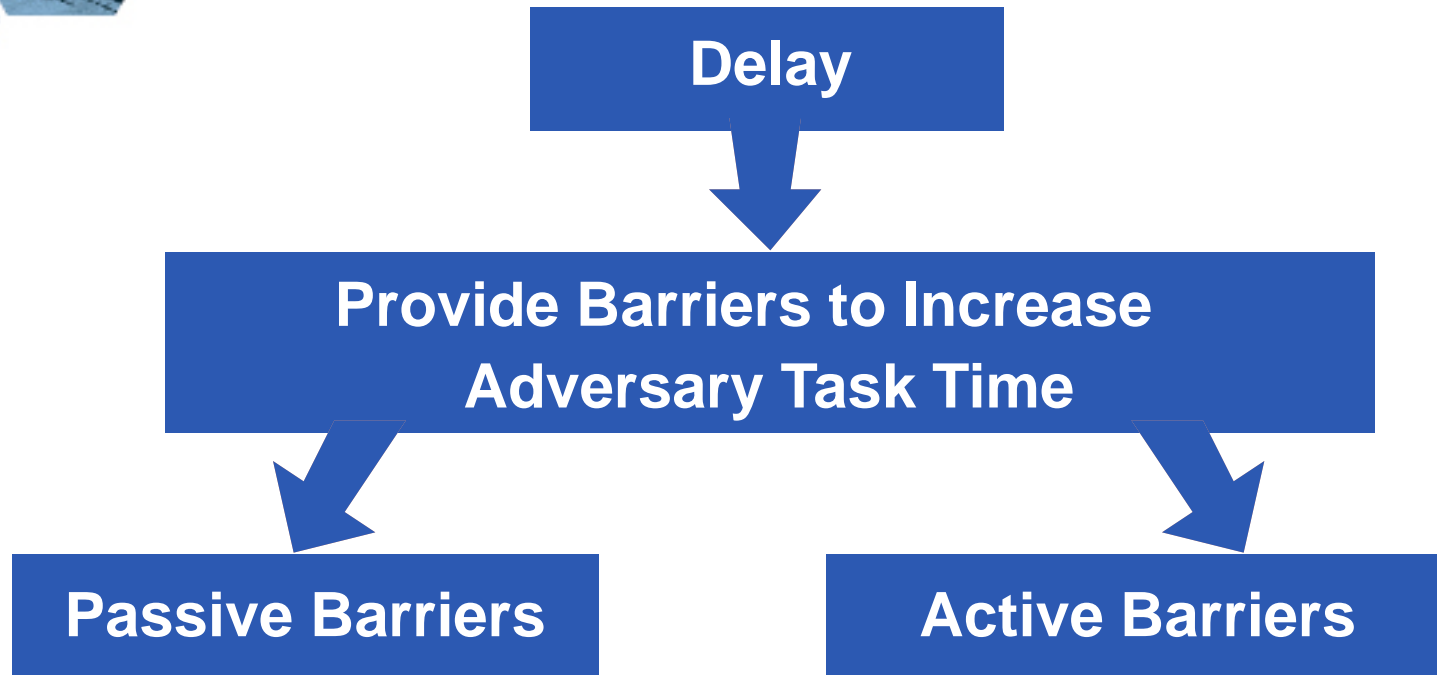 Delay
Provide Barriers to Increase
Adversary Task Time
Passive Barriers
Active Barriers